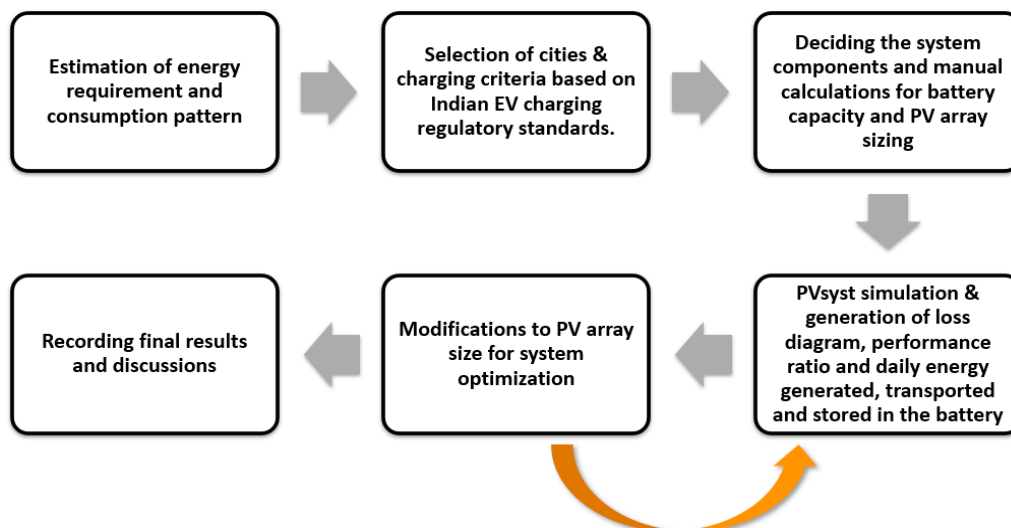 Estimation of energy
requirement and
consumption pattern
Selection of cities &
charging criteria based on
Indian EV charging
regulatory standards.
Deciding the system
components and manual
calculations for battery
capacity and PV array
sizing
PVsyst simulation &
generation of loss
diagram, performance
ratio and daily energy
generated, transported
and stored in the battery
Modifications to PV array
size for system
optimization
Recording final results
and discussions